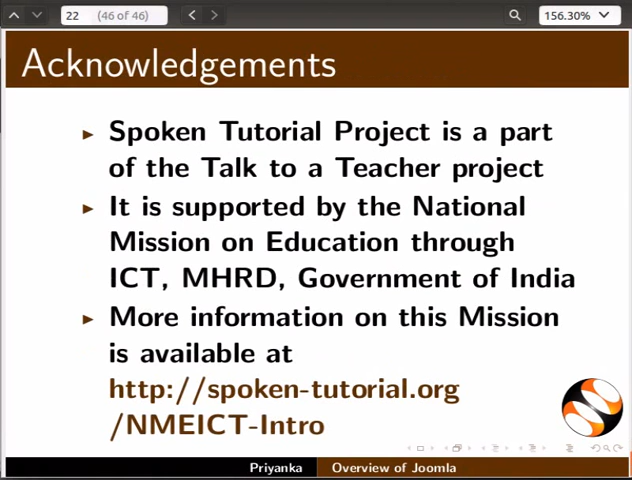 22 (46 of 46) 156.30%
Acknowledgements
Spoken Tutorial Project is a part
of the Talk to a Teacher project
It is supported by the National
Mission on Education through
ICT, MHRD, Government of India
More information on this Mission
is available at
http://spoken-tutorial.org
/NMEICT-Intro
Priyanka Overview of Joomla